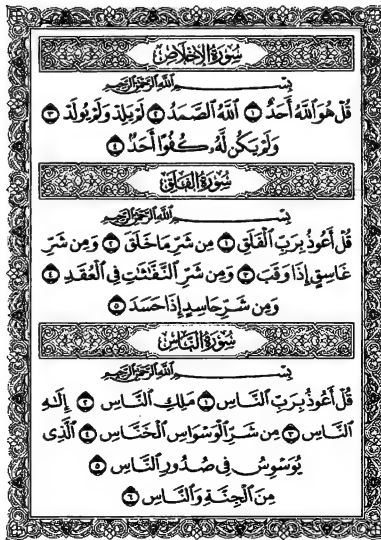 سُورَةُ الإِخْلَاصِ
بِسْمِ اللَّهِ الرَّحْمَٰنِ الرَّحِيمِ
قُلْ هُوَ اللَّهُ أَحَدٌ ١ اللَّهُ الصَّمَدُ ٢ لَمْ يَلِدْ وَلَمْ يُولَدْ ٣
وَلَمْ يَكُن لَّهُۥ كُفُوًا أَحَدٌ ٤
سُورَةُ الْفَلَقِ
بِسْمِ اللَّهِ الرَّحْمَٰنِ الرَّحِيمِ
قُلْ أَعُوذُ بِرَبِّ الْفَلَقِ ١ مِن شَرِّ مَا خَلَقَ ٢ وَمِن شَرِّ
غَاسِقٍ إِذَا وَقَبَ ٣ وَمِن شَرِّ النَّفَّاثَاتِ فِي الْعُقَدِ ٤
وَمِن شَرِّ حَاسِدٍ إِذَا حَسَدَ ٥
سُورَةُ النَّاسِ
بِسْمِ اللَّهِ الرَّحْمَٰنِ الرَّحِيمِ
قُلْ أَعُوذُ بِرَبِّ النَّاسِ ١ مَلِكِ النَّاسِ ٢ إِلَٰهِ
النَّاسِ ٣ مِن شَرِّ الْوَسْوَاسِ الْخَنَّاسِ ٤ الَّذِي
يُوَسْوِسُ فِي صُدُورِ النَّاسِ ٥
مِنَ الْجِنَّةِ وَالنَّاسِ ٦